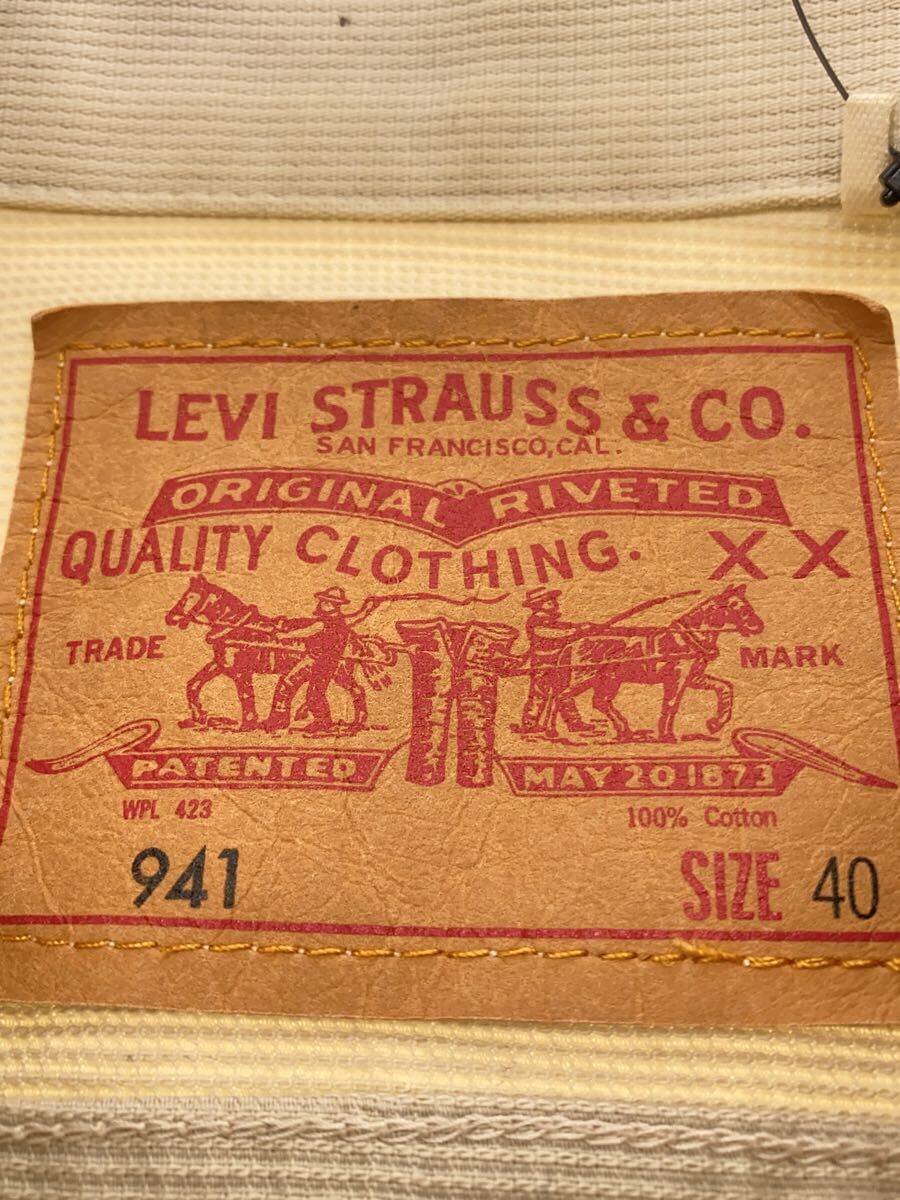 LEVI STRAUSS & CO.
SAN FRANCISCO, CAL.
ORIGINAL RIVETED
QUALITY CLOTHING. XX
TRADE MARK
PATENTED MAY 20 1873
WPL 423 100% Cotton
941 SIZE 40